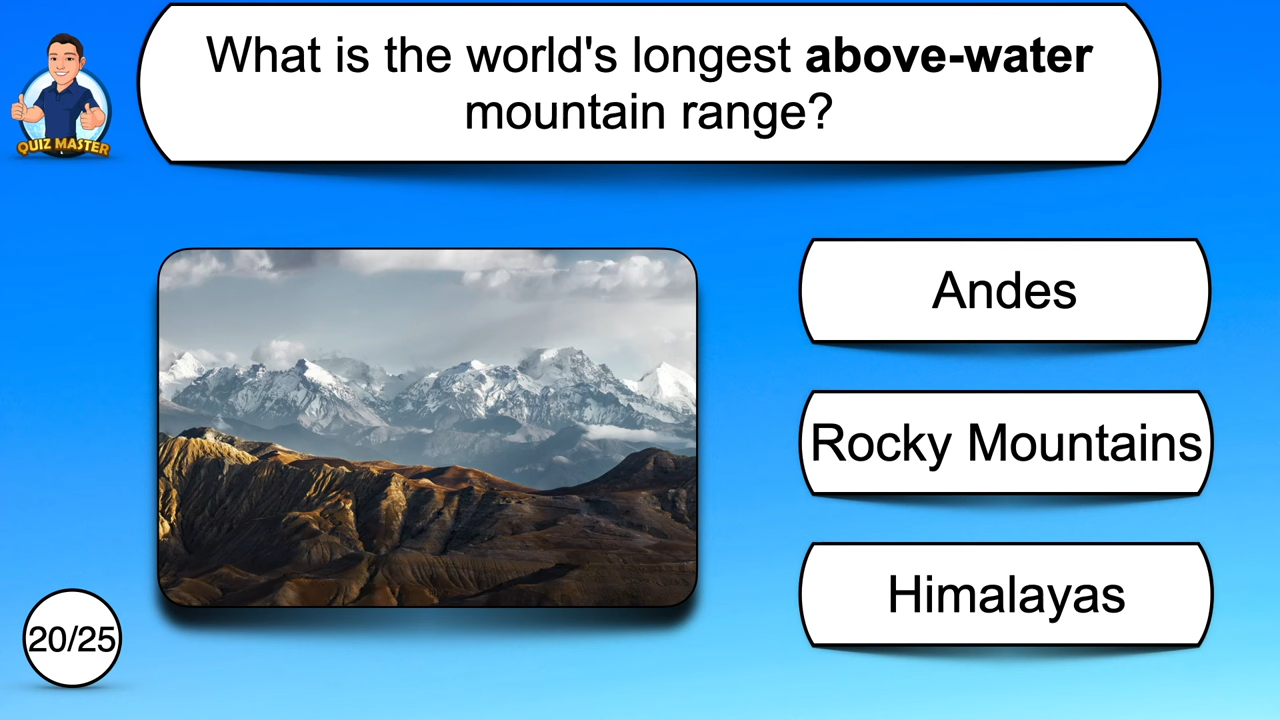 What is the world's longest above-water
mountain range?
QUIZ MASTER
Andes
Rocky Mountains
Himalayas
20/25